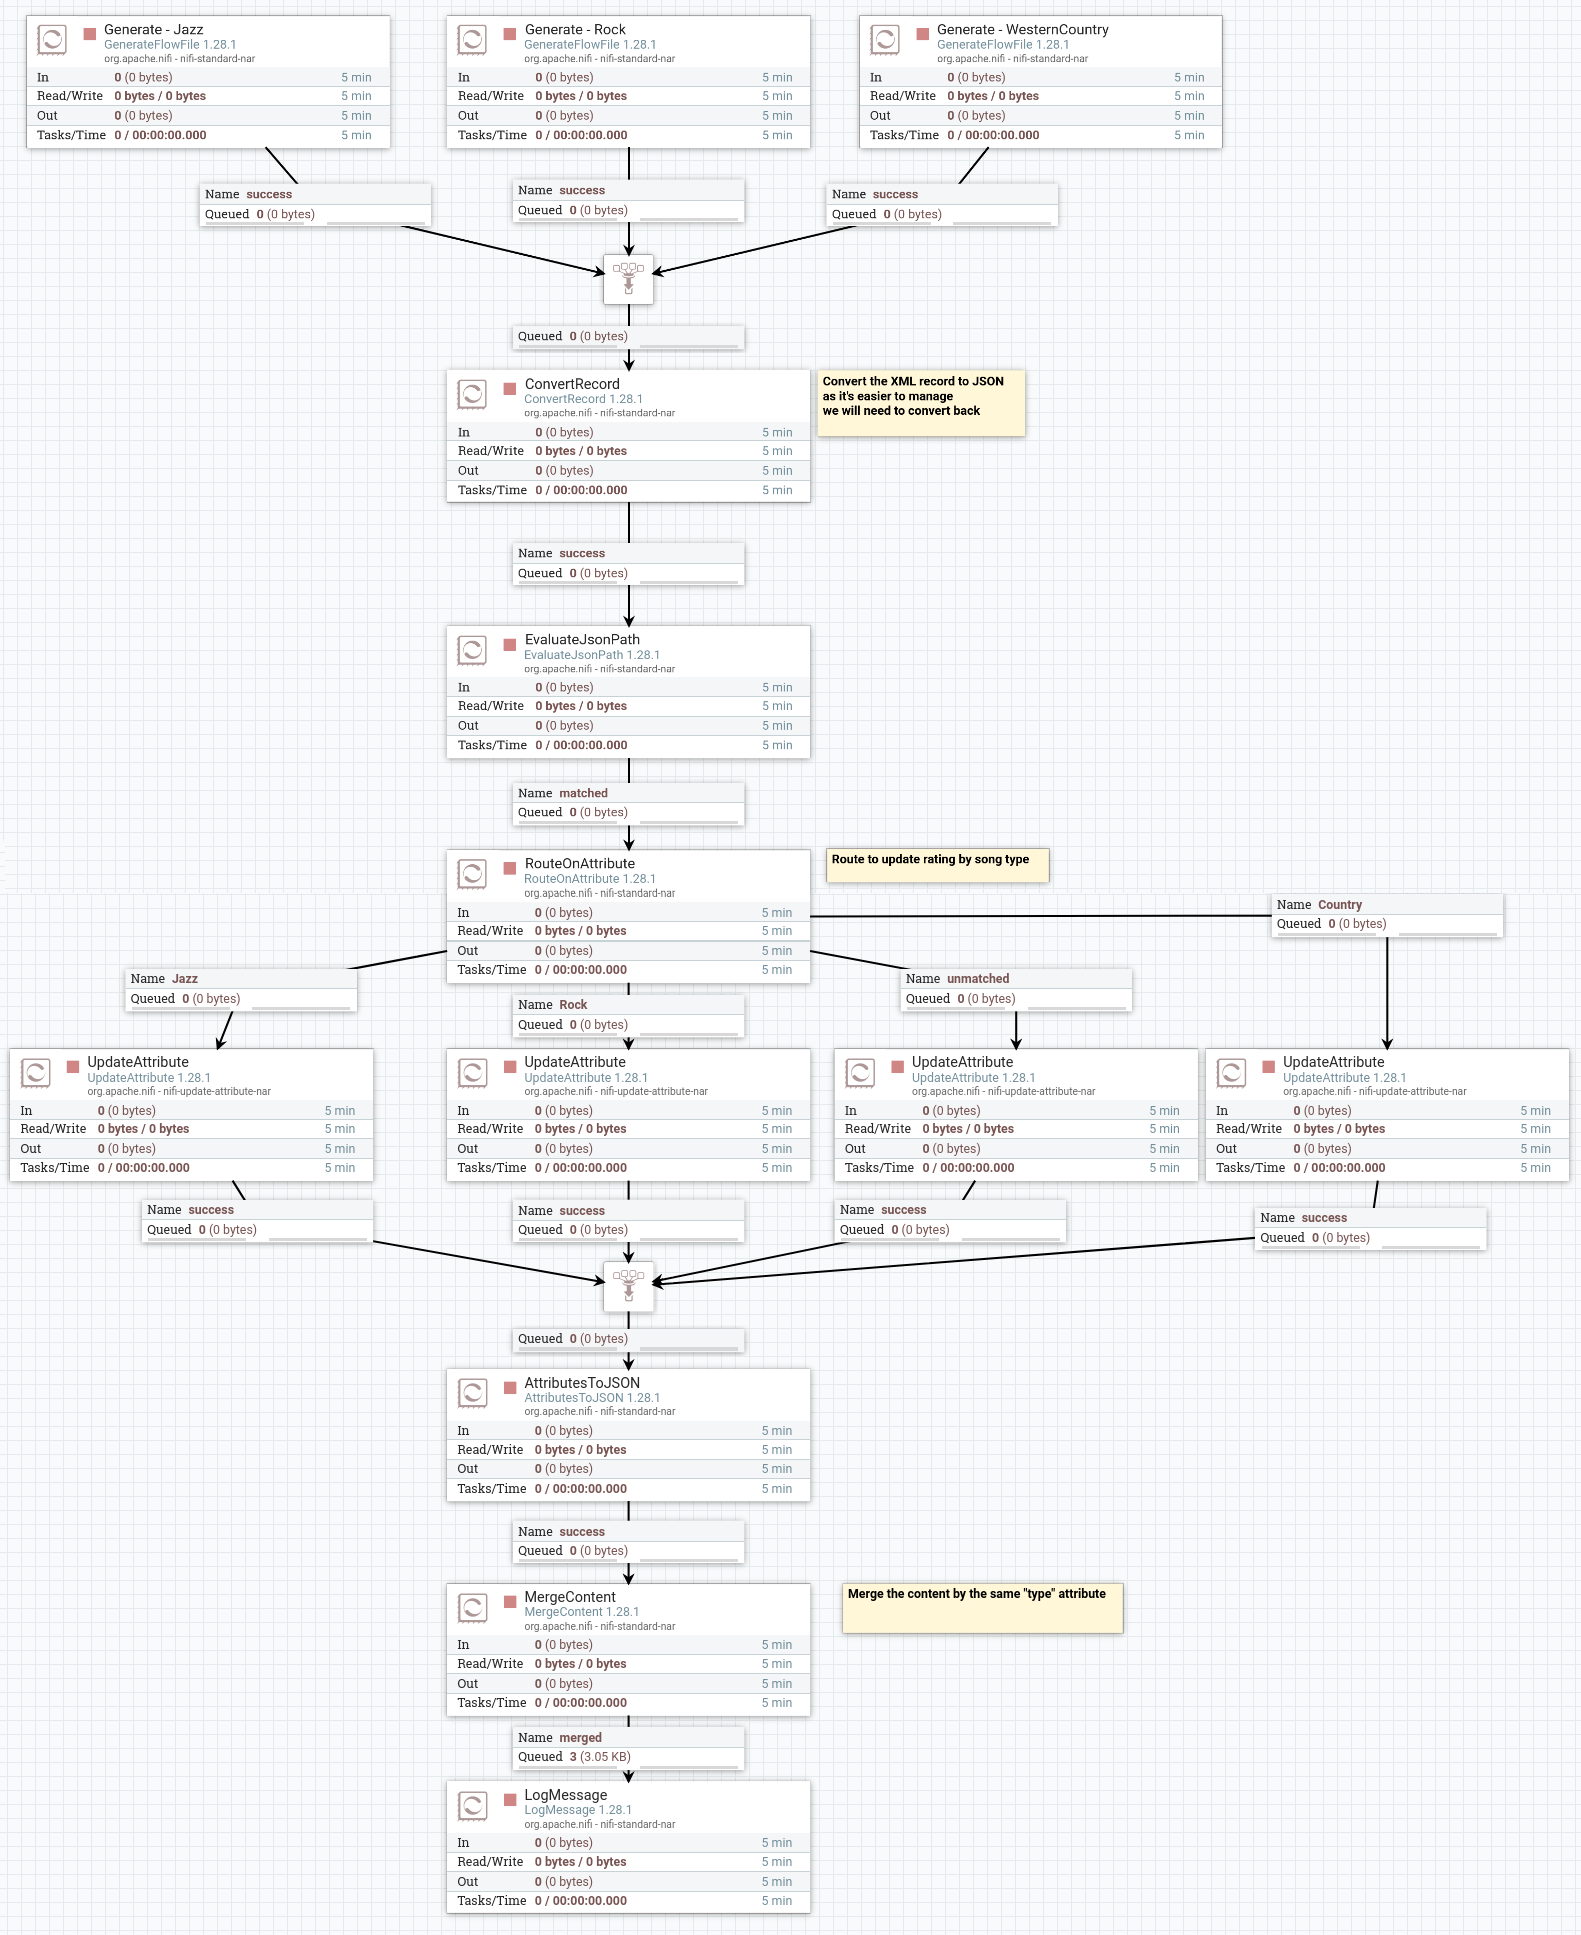 Generate - Jazz
GenerateFlowFile 1.28.1
org.apache.nifi - nifi-standard-nar
In 0 (0 bytes) 5 min
Read/Write 0 bytes / 0 bytes 5 min
Out 0 (0 bytes) 5 min
Tasks/Time 0 / 00:00:00.000 5 min
Generate - Rock
GenerateFlowFile 1.28.1
org.apache.nifi - nifi-standard-nar
In 0 (0 bytes) 5 min
Read/Write 0 bytes / 0 bytes 5 min
Out 0 (0 bytes) 5 min
Tasks/Time 0 / 00:00:00.000 5 min
Generate - WesternCountry
GenerateFlowFile 1.28.1
org.apache.nifi - nifi-standard-nar
In 0 (0 bytes) 5 min
Read/Write 0 bytes / 0 bytes 5 min
Out 0 (0 bytes) 5 min
Tasks/Time 0 / 00:00:00.000 5 min
Name success
Queued 0 (0 bytes)
Name success
Queued 0 (0 bytes)
Name success
Queued 0 (0 bytes)
Queued 0 (0 bytes)
ConvertRecord
ConvertRecord 1.28.1
org.apache.nifi - nifi-standard-nar
In 0 (0 bytes) 5 min
Read/Write 0 bytes / 0 bytes 5 min
Out 0 (0 bytes) 5 min
Tasks/Time 0 / 00:00:00.000 5 min
Convert the XML record to JSON
as it's easier to manage
we will need to convert back
Name success
Queued 0 (0 bytes)
EvaluateJsonPath
EvaluateJsonPath 1.28.1
org.apache.nifi - nifi-standard-nar
In 0 (0 bytes) 5 min
Read/Write 0 bytes / 0 bytes 5 min
Out 0 (0 bytes) 5 min
Tasks/Time 0 / 00:00:00.000 5 min
Name matched
Queued 0 (0 bytes)
RouteOnAttribute
RouteOnAttribute 1.28.1
org.apache.nifi - nifi-standard-nar
In 0 (0 bytes) 5 min
Read/Write 0 bytes / 0 bytes 5 min
Out 0 (0 bytes) 5 min
Tasks/Time 0 / 00:00:00.000 5 min
Route to update rating by song type
Name Country
Queued 0 (0 bytes)
Name Jazz
Queued 0 (0 bytes)
Name Rock
Queued 0 (0 bytes)
Name unmatched
Queued 0 (0 bytes)
UpdateAttribute
UpdateAttribute 1.28.1
org.apache.nifi - nifi-update-attribute-nar
In 0 (0 bytes) 5 min
Read/Write 0 bytes / 0 bytes 5 min
Out 0 (0 bytes) 5 min
Tasks/Time 0 / 00:00:00.000 5 min
UpdateAttribute
UpdateAttribute 1.28.1
org.apache.nifi - nifi-update-attribute-nar
In 0 (0 bytes) 5 min
Read/Write 0 bytes / 0 bytes 5 min
Out 0 (0 bytes) 5 min
Tasks/Time 0 / 00:00:00.000 5 min
UpdateAttribute
UpdateAttribute 1.28.1
org.apache.nifi - nifi-update-attribute-nar
In 0 (0 bytes) 5 min
Read/Write 0 bytes / 0 bytes 5 min
Out 0 (0 bytes) 5 min
Tasks/Time 0 / 00:00:00.000 5 min
UpdateAttribute
UpdateAttribute 1.28.1
org.apache.nifi - nifi-update-attribute-nar
In 0 (0 bytes) 5 min
Read/Write 0 bytes / 0 bytes 5 min
Out 0 (0 bytes) 5 min
Tasks/Time 0 / 00:00:00.000 5 min
Name success
Queued 0 (0 bytes)
Name success
Queued 0 (0 bytes)
Name success
Queued 0 (0 bytes)
Name success
Queued 0 (0 bytes)
Queued 0 (0 bytes)
AttributesToJSON
AttributesToJSON 1.28.1
org.apache.nifi - nifi-standard-nar
In 0 (0 bytes) 5 min
Read/Write 0 bytes / 0 bytes 5 min
Out 0 (0 bytes) 5 min
Tasks/Time 0 / 00:00:00.000 5 min
Name success
Queued 0 (0 bytes)
MergeContent
MergeContent 1.28.1
org.apache.nifi - nifi-standard-nar
In 0 (0 bytes) 5 min
Read/Write 0 bytes / 0 bytes 5 min
Out 0 (0 bytes) 5 min
Tasks/Time 0 / 00:00:00.000 5 min
Merge the content by the same "type" attribute
Name merged
Queued 3 (3.05 KB)
LogMessage
LogMessage 1.28.1
org.apache.nifi - nifi-standard-nar
In 0 (0 bytes) 5 min
Read/Write 0 bytes / 0 bytes 5 min
Out 0 (0 bytes) 5 min
Tasks/Time 0 / 00:00:00.000 5 min